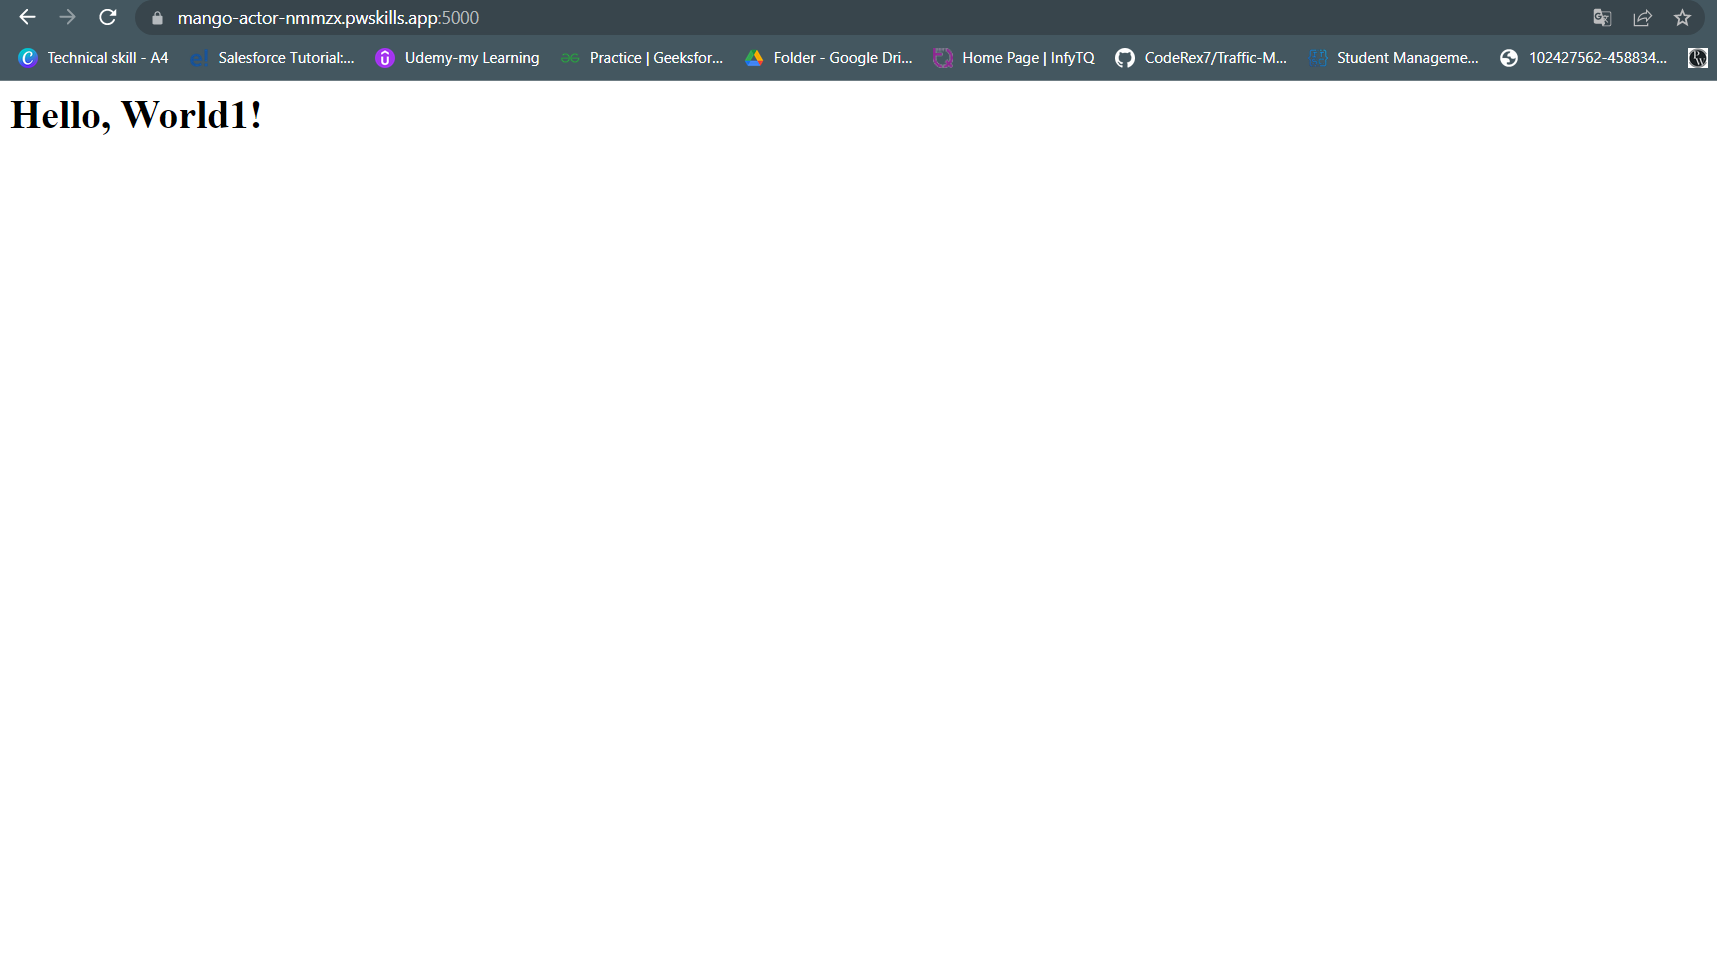 mango-actor-nmmzx.pwskills.app:5000
Technical skill - A4 e! Salesforce Tutorial:... Udemy-my Learning Practice | Geeksfor... Folder - Google Dri... Home Page | InfyTQ CodeRex7/Traffic-M... Student Manageme... 102427562-458834...
Hello, World1!